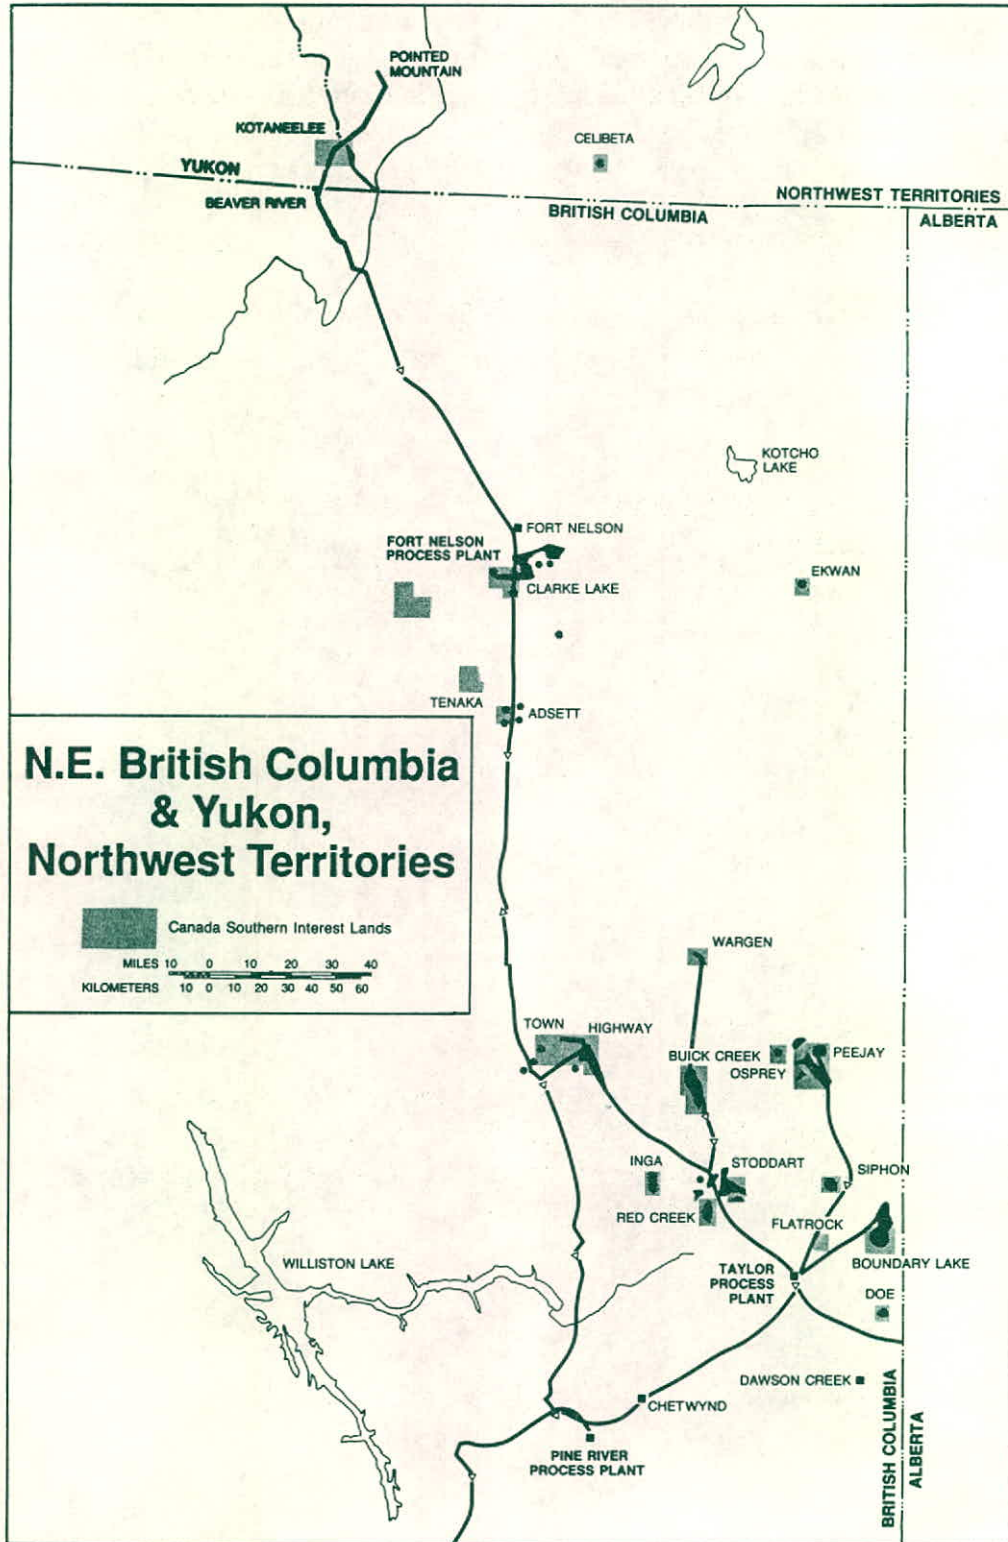 POINTED
MOUNTAIN
KOTANEELEE
CELIBETA
YUKON
NORTHWEST TERRITORIES
BEAVER RIVER
BRITISH COLUMBIA
ALBERTA
KOTCHO
LAKE
FORT NELSON
FORT NELSON
PROCESS PLANT
EKWAN
CLARKE LAKE
TENAKA
ADSETT
N.E. British Columbia
& Yukon,
Northwest Territories
Canada Southern Interest Lands
MILES 10 0 10 20 30 40
KILOMETERS 10 0 10 20 30 40 50 60
WARGEN
TOWN
HIGHWAY
BUICK CREEK
OSPREY
PEEJAY
INGA
STODDART
SIPHON
RED CREEK
FLATROCK
WILLISTON LAKE
BOUNDARY LAKE
TAYLOR
PROCESS
PLANT
DOE
DAWSON CREEK
CHETWYND
PINE RIVER
PROCESS PLANT
BRITISH COLUMBIA
ALBERTA